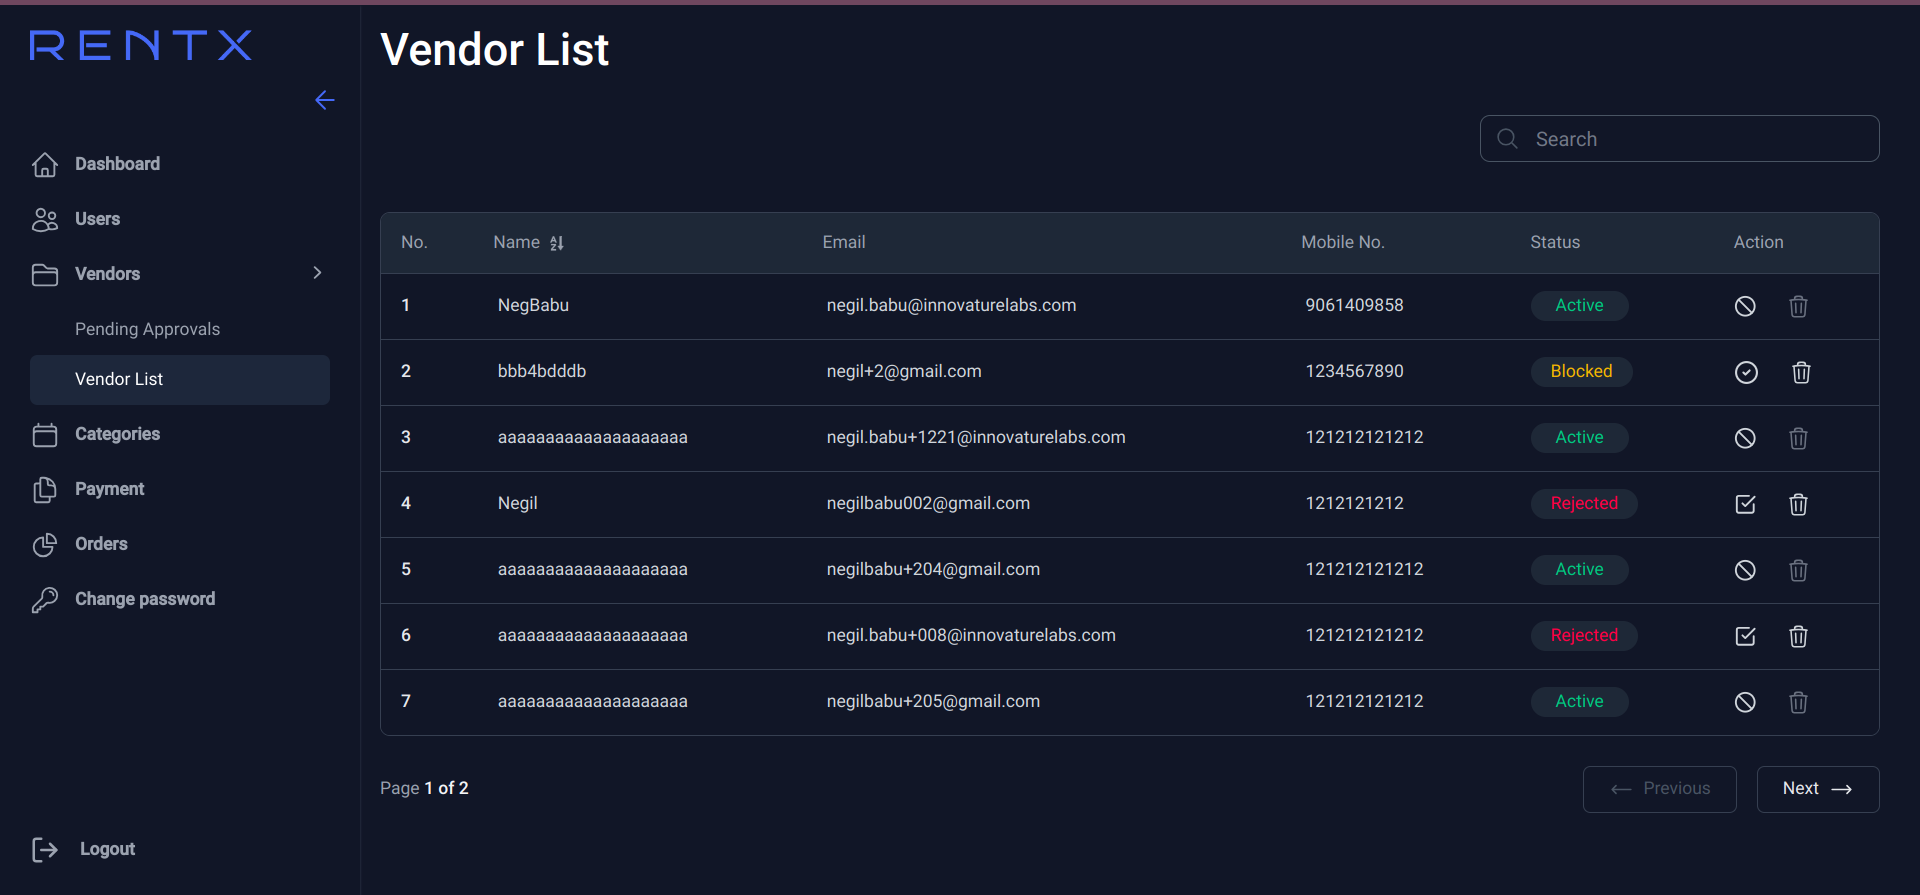 RENTX
Vendor List
Search
Dashboard
Users
Vendors
Pending Approvals
Vendor List
Categories
Payment
Orders
Change password
Logout
No. Name Email Mobile No. Status Action
1 NegBabu negil.babu@innovaturelabs.com 9061409858 Active
2 bbb4bdddb negil+2@gmail.com 1234567890 Blocked
3 aaaaaaaaaaaaaaaaaaaa negil.babu+1221@innovaturelabs.com 121212121212 Active
4 Negil negilbabu002@gmail.com 1212121212 Rejected
5 aaaaaaaaaaaaaaaaaaaa negilbabu+204@gmail.com 121212121212 Active
6 aaaaaaaaaaaaaaaaaaaa negil.babu+008@innovaturelabs.com 121212121212 Rejected
7 aaaaaaaaaaaaaaaaaaaa negilbabu+205@gmail.com 121212121212 Active
Page 1 of 2
Previous Next